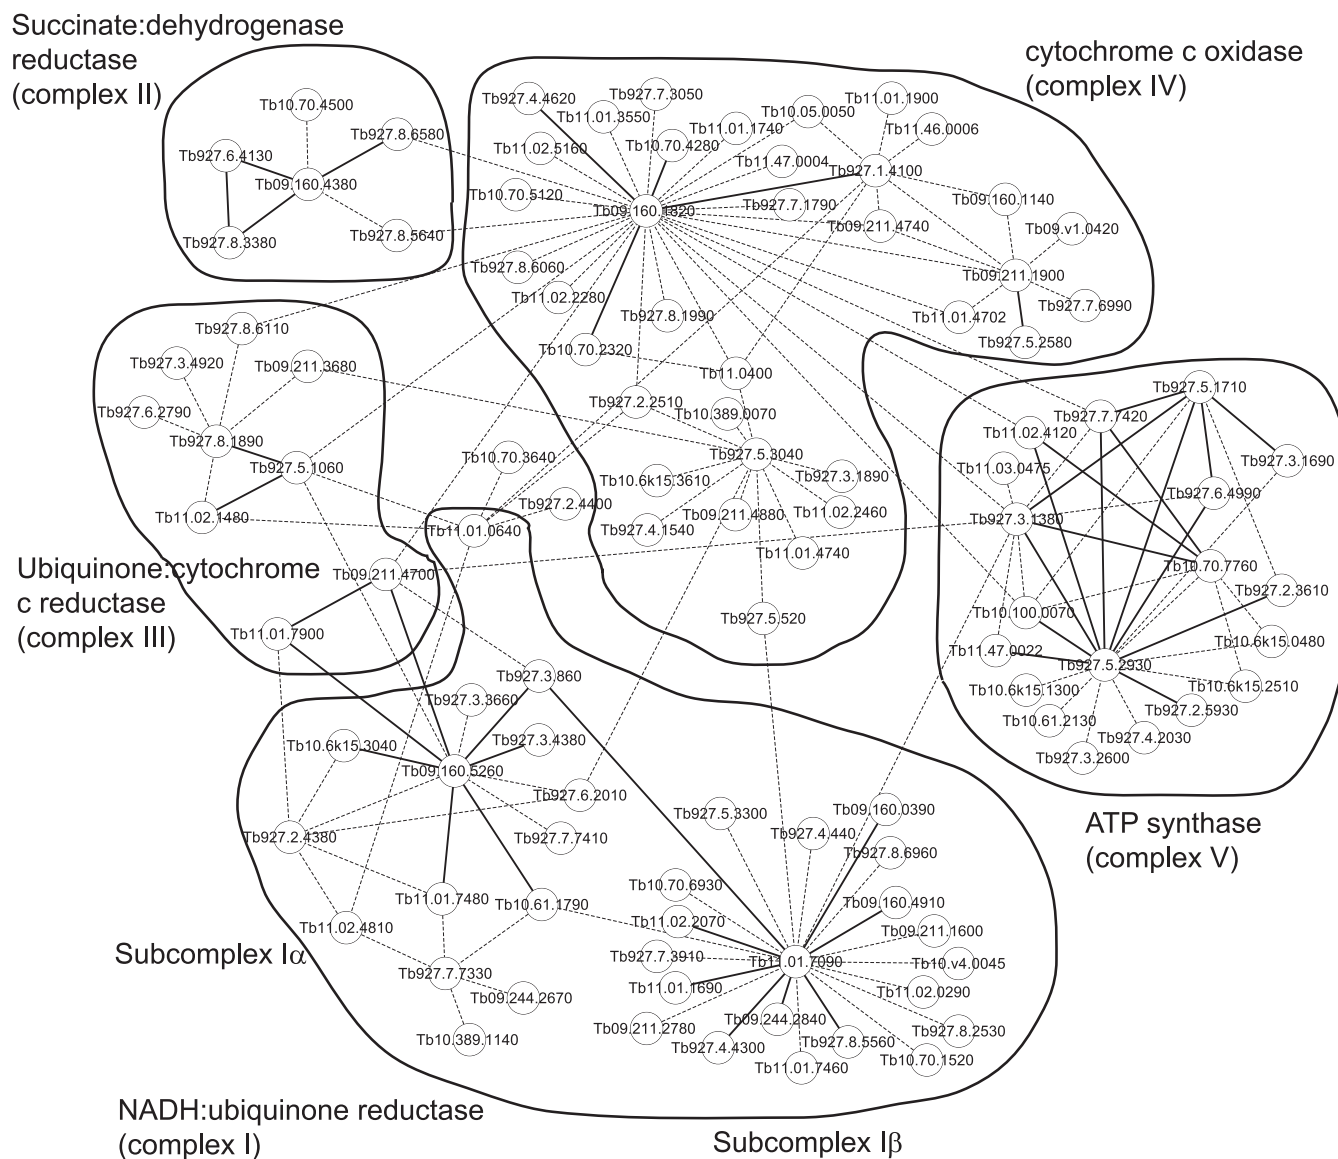 Succinate:dehydrogenase
reductase
(complex II)
cytochrome c oxidase
(complex IV)
Tb10.70.4500
Tb927.8.6580
Tb927.6.4130
Tb09.160.4380
Tb927.8.3380
Tb927.8.5640
Tb927.4.4620
Tb927.7.3050
Tb11.01.3550
Tb11.01.1740
Tb10.05.0050
Tb11.01.1900
Tb11.46.0006
Tb11.02.5160
Tb10.70.4280
Tb11.47.0004
Tb927.1.4100
Tb10.70.5120
Tb09.160.1820
Tb927.7.1790
Tb09.160.1140
Tb09.211.4740
Tb09.v1.0420
Tb927.8.6060
Tb09.211.1900
Tb11.02.2280
Tb927.8.1990
Tb11.01.4702
Tb927.7.6990
Tb927.5.2580
Tb10.70.2320
Tb11.0400
Tb927.2.2510
Tb10.389.0070
Tb927.5.3040
Tb10.6k15.3610
Tb927.3.1890
Tb09.211.4880
Tb11.02.2460
Tb927.4.1540
Tb11.01.4740
Tb927.5.520
Tb927.8.6110
Tb927.3.4920
Tb09.211.3680
Tb927.6.2790
Tb927.8.1890
Tb927.5.1060
Tb11.02.1480
Tb10.70.3640
Tb927.2.4400
Tb11.01.0640
Tb09.211.4700
Tb11.01.7900
Ubiquinone:cytochrome
c reductase
(complex III)
Tb927.5.1710
Tb927.7.7420
Tb11.02.4120
Tb11.03.0475
Tb927.3.1690
Tb927.6.4990
Tb927.3.1380
Tb10.70.7760
Tb927.2.3610
Tb10.100.0070
Tb10.6k15.0480
Tb11.47.0022
Tb927.5.2930
Tb10.6k15.1300
Tb10.6k15.2510
Tb927.2.5930
Tb10.61.2130
Tb927.4.2030
Tb927.3.2600
ATP synthase
(complex V)
Tb927.3.860
Tb927.3.3660
Tb10.6k15.3040
Tb927.3.4380
Tb09.160.5260
Tb927.6.2010
Tb927.2.4380
Tb927.7.7410
Tb11.01.7480
Tb10.61.1790
Tb11.02.4810
Tb927.7.7330
Tb09.244.2670
Tb10.389.1140
Subcomplex Iα
Tb927.5.3300
Tb09.160.0390
Tb927.4.440
Tb927.8.6960
Tb10.70.6930
Tb09.160.4910
Tb11.02.2070
Tb09.211.1600
Tb927.7.3910
Tb11.01.7090
Tb10.v4.0045
Tb11.01.1690
Tb11.02.0290
Tb09.211.2780
Tb09.244.2840
Tb927.8.2530
Tb927.4.4300
Tb927.8.5560
Tb10.70.1520
Tb11.01.7460
NADH:ubiquinone reductase
(complex I)
Subcomplex Iβ